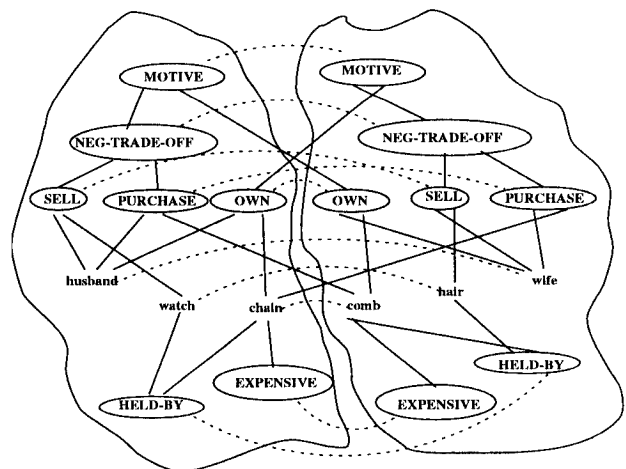 MOTIVE
MOTIVE
NEG-TRADE-OFF
NEG-TRADE-OFF
SELL
PURCHASE
OWN
OWN
SELL
PURCHASE
husband
watch
chain
comb
hair
wife
HELD-BY
EXPENSIVE
EXPENSIVE
HELD-BY